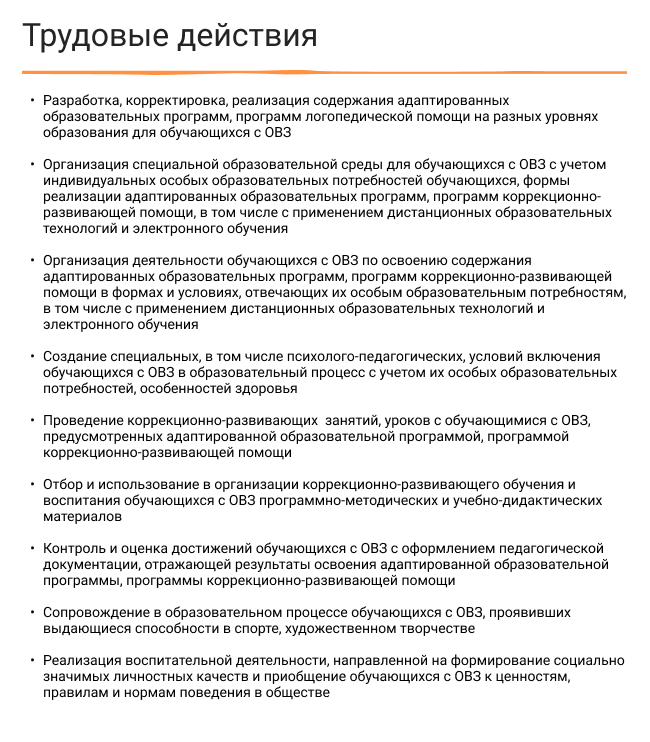 Трудовые действия
• Разработка, корректировка, реализация содержания адаптированных
образовательных программ, программ логопедической помощи на разных уровнях
образования для обучающихся с ОВЗ
• Организация специальной образовательной среды для обучающихся с ОВЗ с учетом
индивидуальных особых образовательных потребностей обучающихся, формы
реализации адаптированных образовательных программ, программ коррекционно-
развивающей помощи, в том числе с применением дистанционных образовательных
технологий и электронного обучения
• Организация деятельности обучающихся с ОВЗ по освоению содержания
адаптированных образовательных программ, программ коррекционно-развивающей
помощи в формах и условиях, отвечающих их особым образовательным потребностям,
в том числе с применением дистанционных образовательных технологий и
электронного обучения
• Создание специальных, в том числе психолого-педагогических, условий включения
обучающихся с ОВЗ в образовательный процесс с учетом их особых образовательных
потребностей, особенностей здоровья
• Проведение коррекционно-развивающих  занятий, уроков с обучающимися с ОВЗ,
предусмотренных адаптированной образовательной программой, программой
коррекционно-развивающей помощи
• Отбор и использование в организации коррекционно-развивающего обучения и
воспитания обучающихся с ОВЗ программно-методических и учебно-дидактических
материалов
• Контроль и оценка достижений обучающихся с ОВЗ с оформлением педагогической
документации, отражающей результаты освоения адаптированной образовательной
программы, программы коррекционно-развивающей помощи
• Сопровождение в образовательном процессе обучающихся с ОВЗ, проявивших
выдающиеся способности в спорте, художественном творчестве
• Реализация воспитательной деятельности, направленной на формирование социально
значимых личностных качеств и приобщение обучающихся с ОВЗ к ценностям,
правилам и нормам поведения в обществе